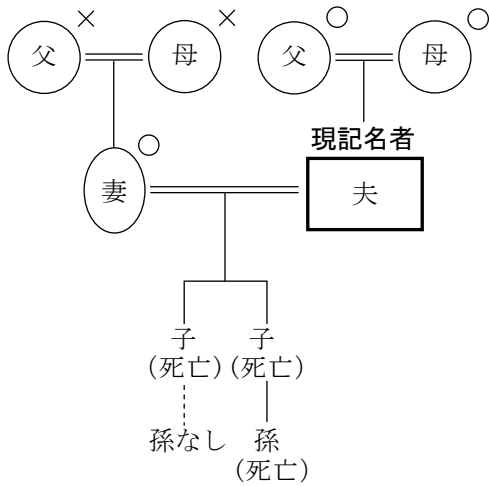 父 × 母 × 父 ○ 母 ○
現記名者
妻 ○ 夫
子 子
(死亡) (死亡)
孫なし 孫
(死亡)